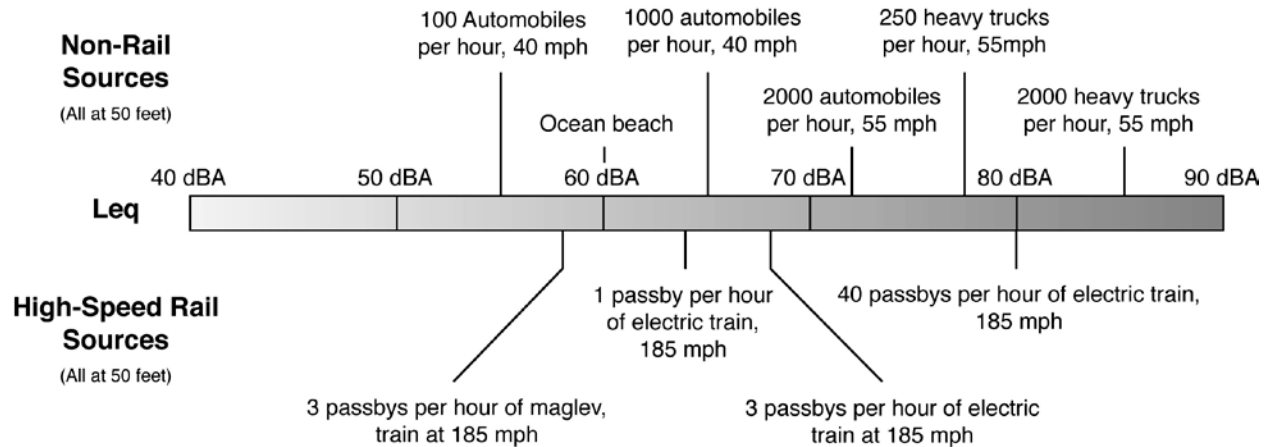 Non-Rail
Sources
(All at 50 feet)
100 Automobiles
per hour, 40 mph
1000 automobiles
per hour, 40 mph
250 heavy trucks
per hour, 55mph
Ocean beach
2000 automobiles
per hour, 55 mph
2000 heavy trucks
per hour, 55 mph
40 dBA
50 dBA
60 dBA
70 dBA
80 dBA
90 dBA
Leq
High-Speed Rail
Sources
(All at 50 feet)
1 passby per hour
of electric train,
185 mph
40 passbys per hour of electric train,
185 mph
3 passbys per hour of maglev,
train at 185 mph
3 passbys per hour of electric
train at 185 mph